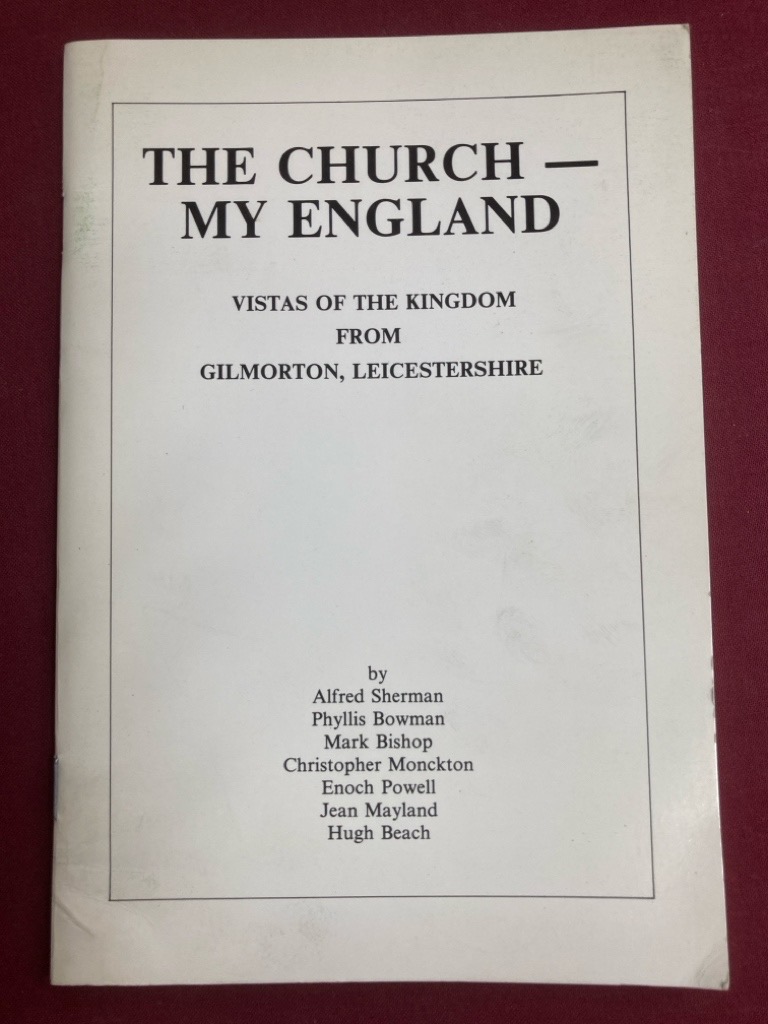 THE CHURCH —
MY ENGLAND
VISTAS OF THE KINGDOM
FROM
GILMORTON, LEICESTERSHIRE
by
Alfred Sherman
Phyllis Bowman
Mark Bishop
Christopher Monckton
Enoch Powell
Jean Mayland
Hugh Beach